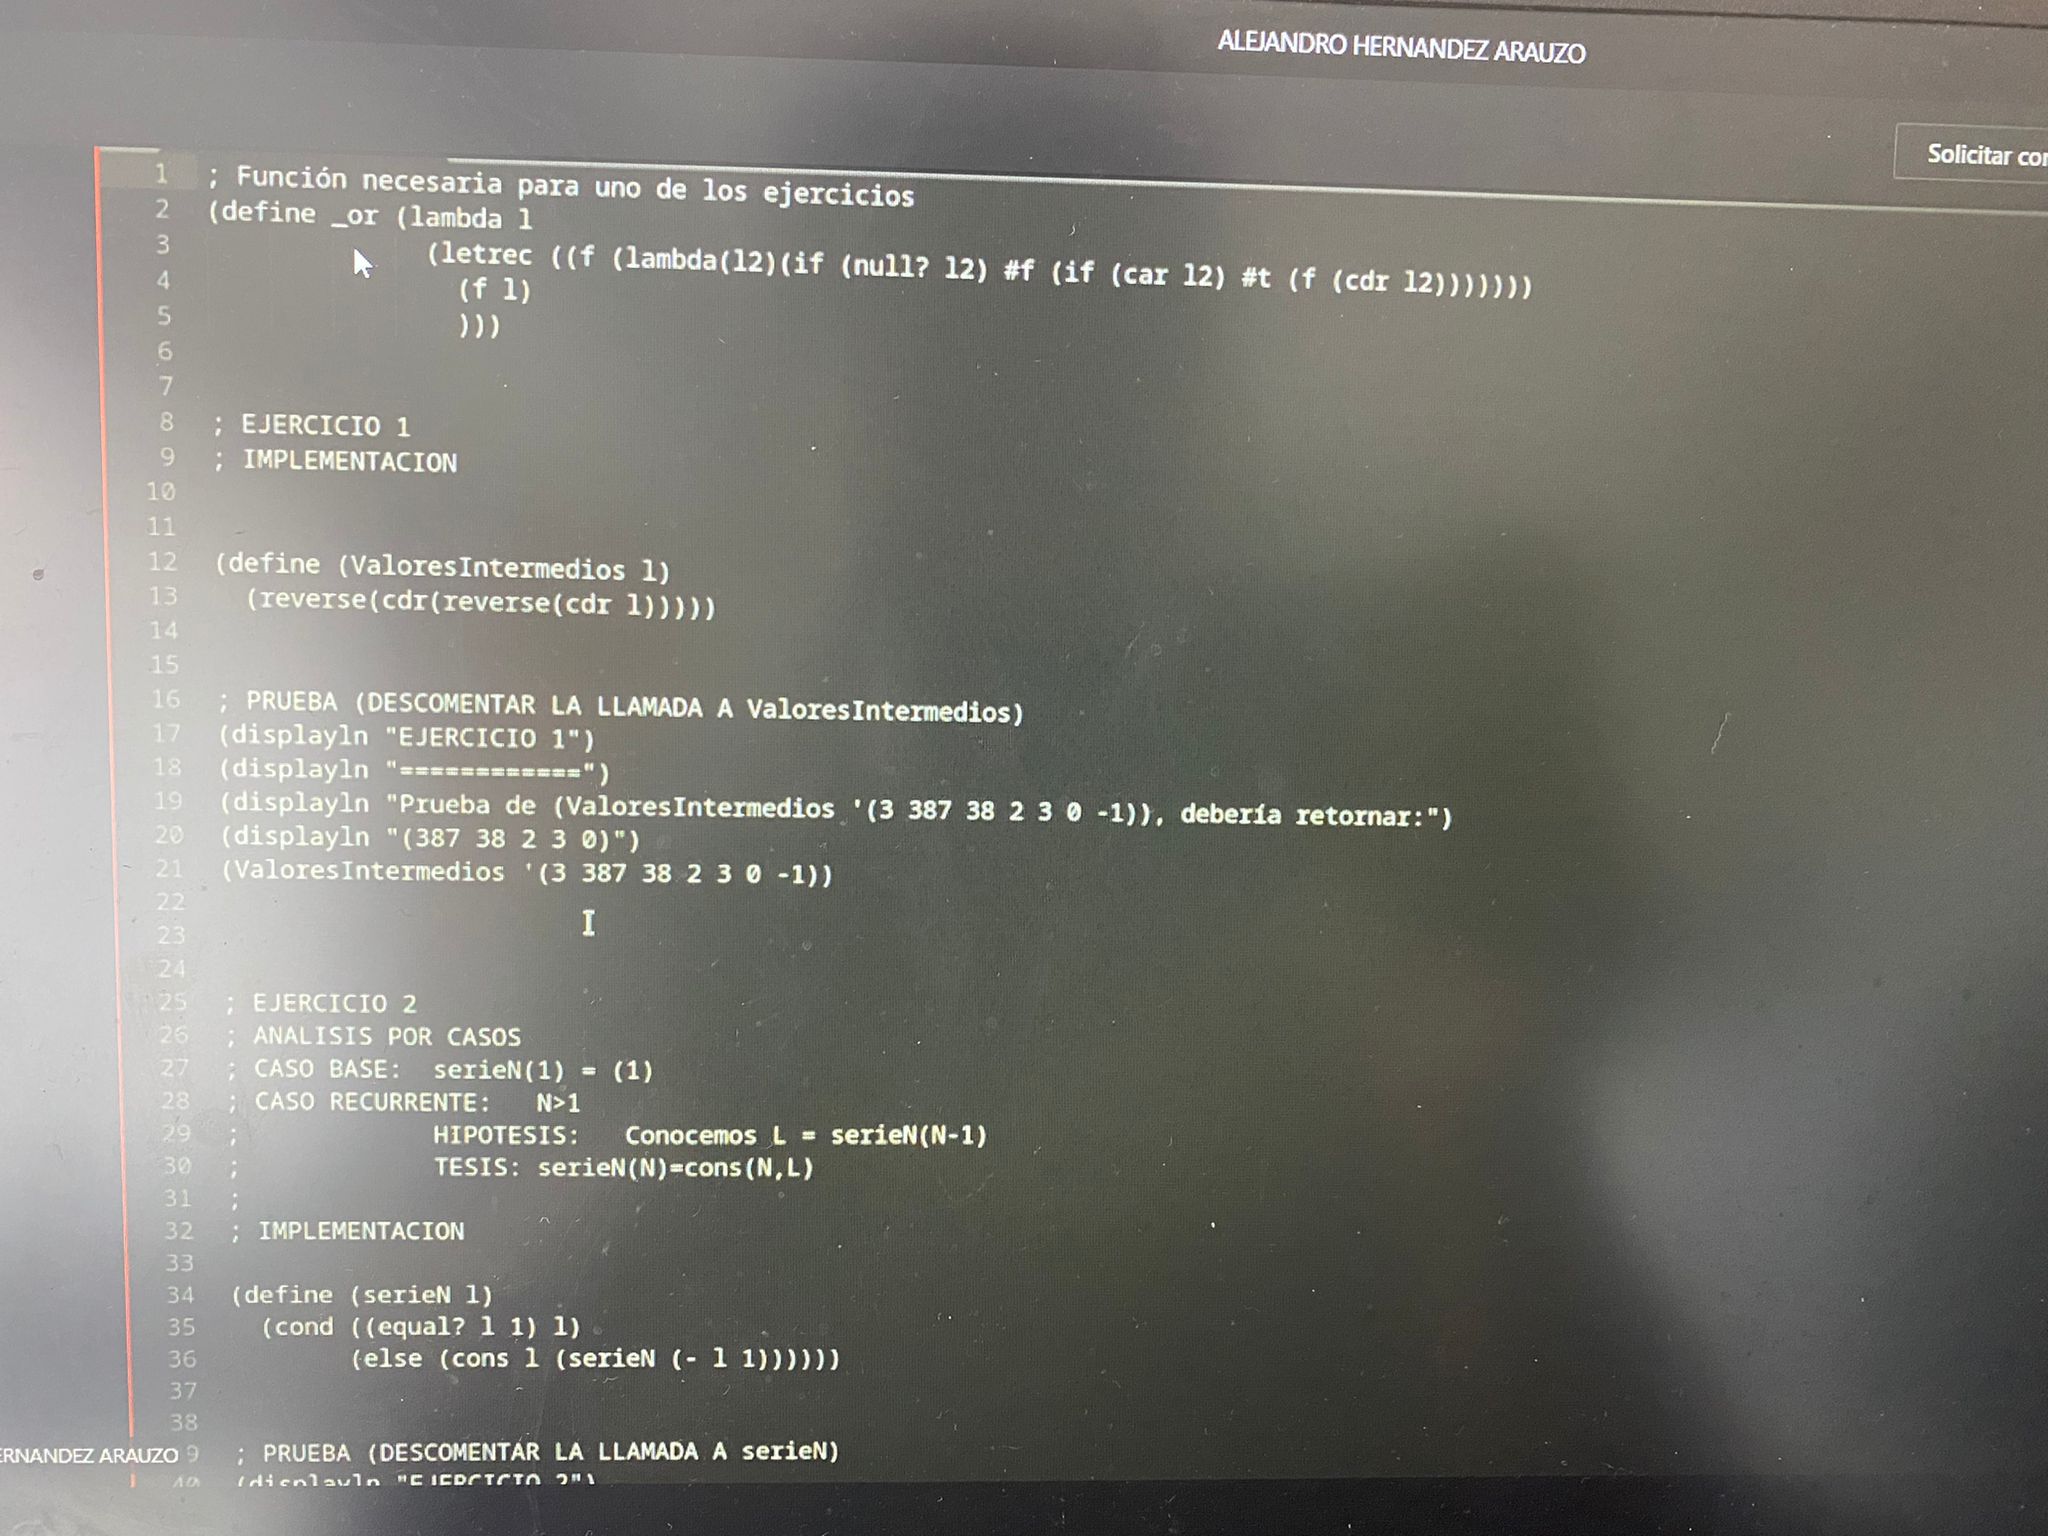 ALEJANDRO HERNANDEZ ARAUZO
Solicitar
1 ; Función necesaria para uno de los ejercicios
2 (define _or (lambda l
3 (letrec ((f (lambda(l2)(if (null? l2) #f (if (car l2) #t (f (cdr l2)))))))
4 (f l)
5 )))
6
7
8 ; EJERCICIO 1
9 ; IMPLEMENTACION
10
11
12 (define (ValoresIntermedios l)
13 (reverse(cdr(reverse(cdr l)))))
14
15
16 ; PRUEBA (DESCOMENTAR LA LLAMADA A ValoresIntermedios)
17 (displayln "EJERCICIO 1")
18 (displayln "============")
19 (displayln "Prueba de (ValoresIntermedios '(3 387 38 2 3 0 -1)), debería retornar:")
20 (displayln "(387 38 2 3 0)")
21 (ValoresIntermedios '(3 387 38 2 3 0 -1))
22
23
24
25 ; EJERCICIO 2
26 ; ANALISIS POR CASOS
27 ; CASO BASE: serieN(1) = (1)
28 ; CASO RECURRENTE: N>1
29 ; HIPOTESIS: Conocemos L = serieN(N-1)
30 ; TESIS: serieN(N)=cons(N,L)
31 ;
32 ; IMPLEMENTACION
33
34 (define (serieN l)
35 (cond ((equal? l 1) l)
36 (else (cons l (serieN (- l 1))))))
37
38
9 ; PRUEBA (DESCOMENTAR LA LLAMADA A serieN)
ERNANDEZ ARAUZO
40 (displayln "EJERCICIO 2")